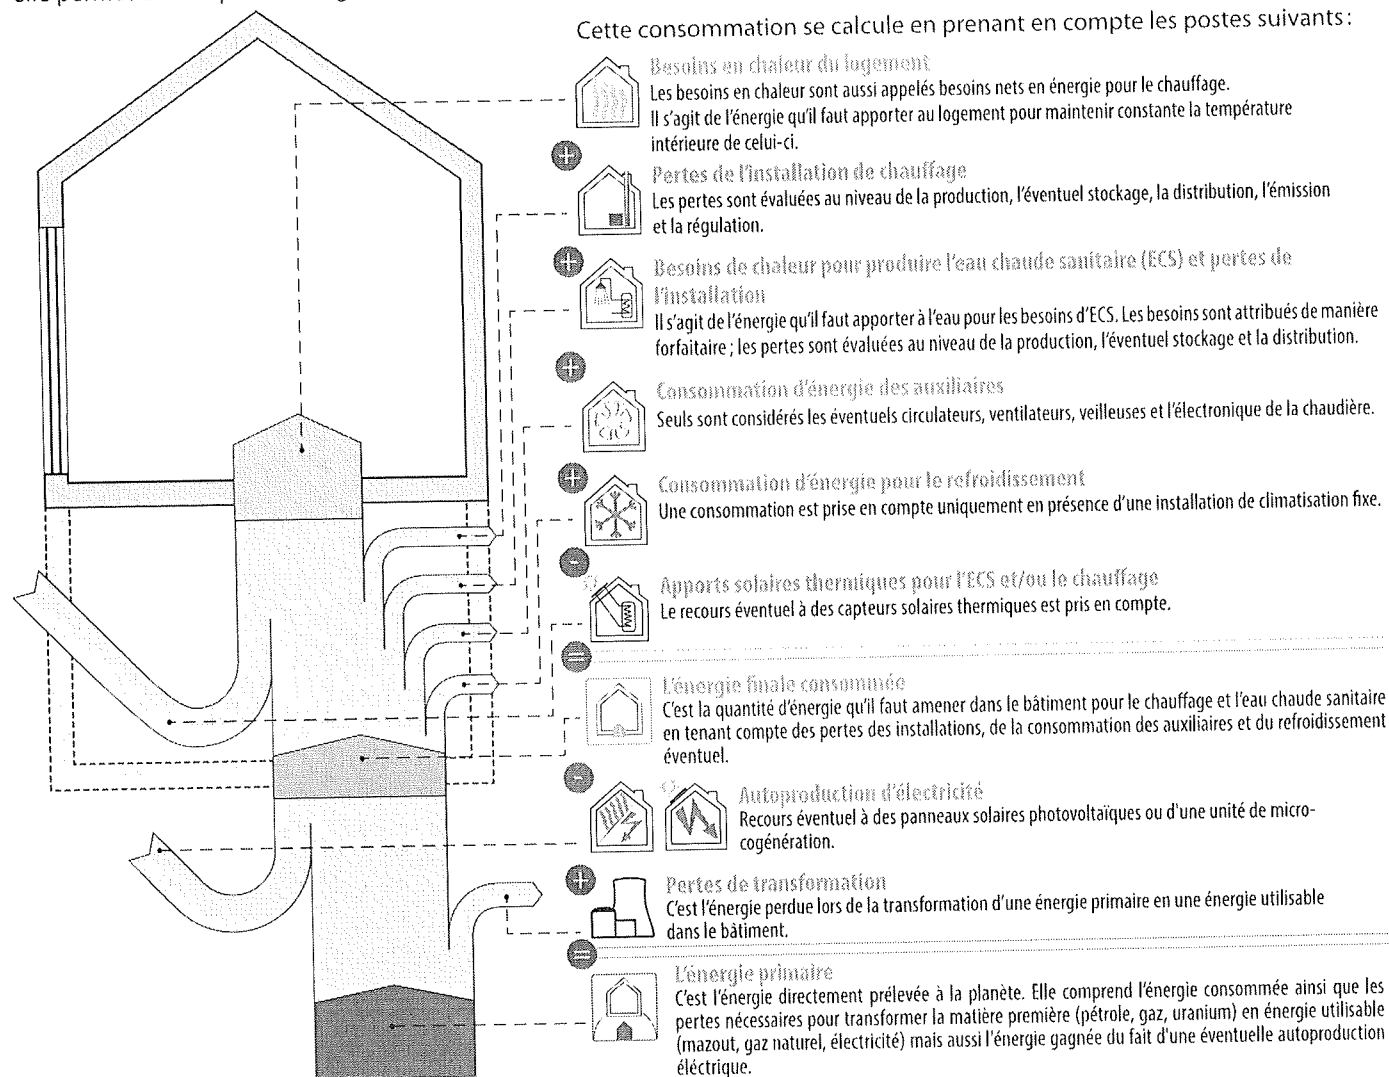 Cette consommation se calcule en prenant en compte les postes suivants :
Besoins en chaleur du logement
Les besoins en chaleur sont aussi appelés besoins nets en énergie pour le chauffage.
Il s'agit de l'énergie qu'il faut apporter au logement pour maintenir constante la température
intérieure de celui-ci.
+
Pertes de l'installation de chauffage
Les pertes sont évaluées au niveau de la production, l'éventuel stockage, la distribution, l'émission
et la régulation.
+
Besoins de chaleur pour produire l'eau chaude sanitaire (ECS) et pertes de
l'installation
Il s'agit de l'énergie qu'il faut apporter à l'eau pour les besoins d'ECS. Les besoins sont attribués de manière
forfaitaire ; les pertes sont évaluées au niveau de la production, l'éventuel stockage et la distribution.
+
Consommation d'énergie des auxiliaires
Seuls sont considérés les éventuels circulateurs, ventilateurs, veilleuses et l'électronique de la chaudière.
+
Consommation d'énergie pour le refroidissement
Une consommation est prise en compte uniquement en présence d'une installation de climatisation fixe.
-
Apports solaires thermiques pour l'ECS et/ou le chauffage
Le recours éventuel à des capteurs solaires thermiques est pris en compte.
=
L'énergie finale consommée
C'est la quantité d'énergie qu'il faut amener dans le bâtiment pour le chauffage et l'eau chaude sanitaire
en tenant compte des pertes des installations, de la consommation des auxiliaires et du refroidissement
éventuel.
-
Autoproduction d'électricité
Recours éventuel à des panneaux solaires photovoltaïques ou d'une unité de micro-
cogénération.
+
Pertes de transformation
C'est l'énergie perdue lors de la transformation d'une énergie primaire en une énergie utilisable
dans le bâtiment.
=
L'énergie primaire
C'est l'énergie directement prélevée à la planète. Elle comprend l'énergie consommée ainsi que les
pertes nécessaires pour transformer la matière première (pétrole, gaz, uranium) en énergie utilisable
(mazout, gaz naturel, électricité) mais aussi l'énergie gagnée du fait d'une éventuelle autoproduction
éléctrique.